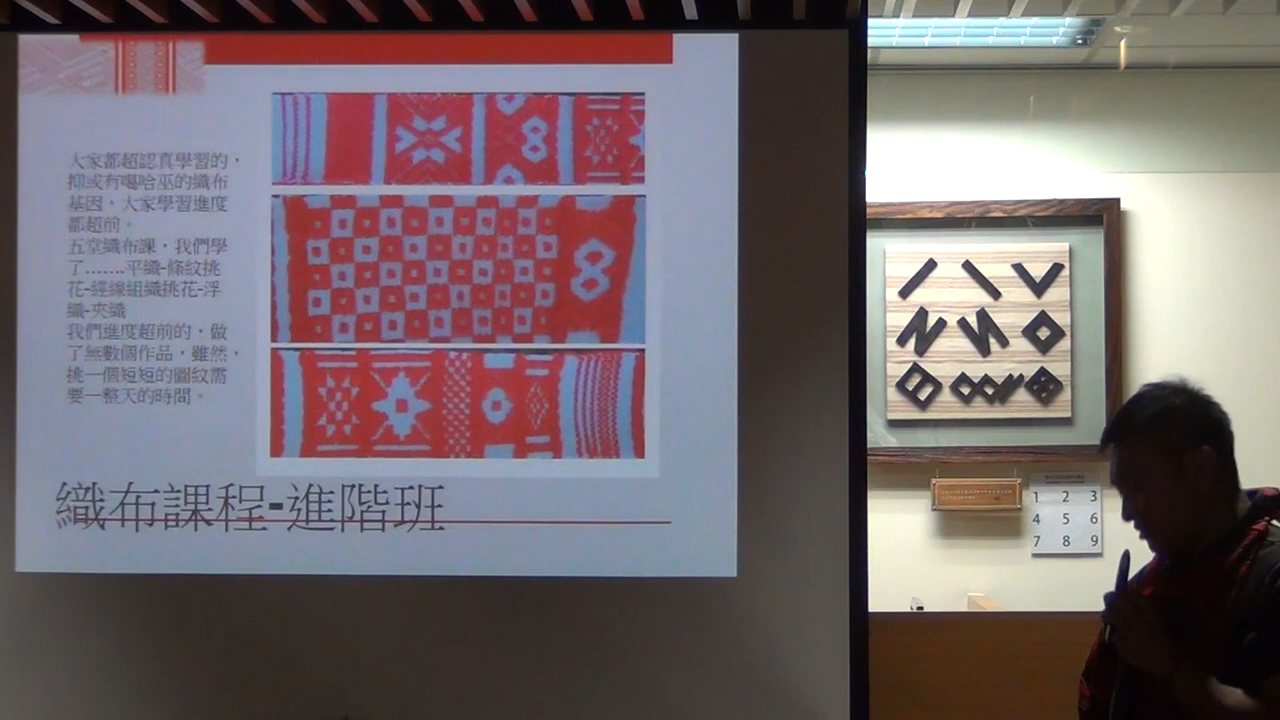 大家都超認真學習的，
抑或有噶哈巫的織布
基因，大家學習進度
都超前。
五堂織布課，我們學
了.......平織-條紋挑
花-經線組織挑花-浮
織-夾織
我們進度超前的，做
了無數個作品，雖然，
挑一個短短的圖紋需
要一整天的時間。
織布課程-進階班
1 2 3
4 5 6
7 8 9